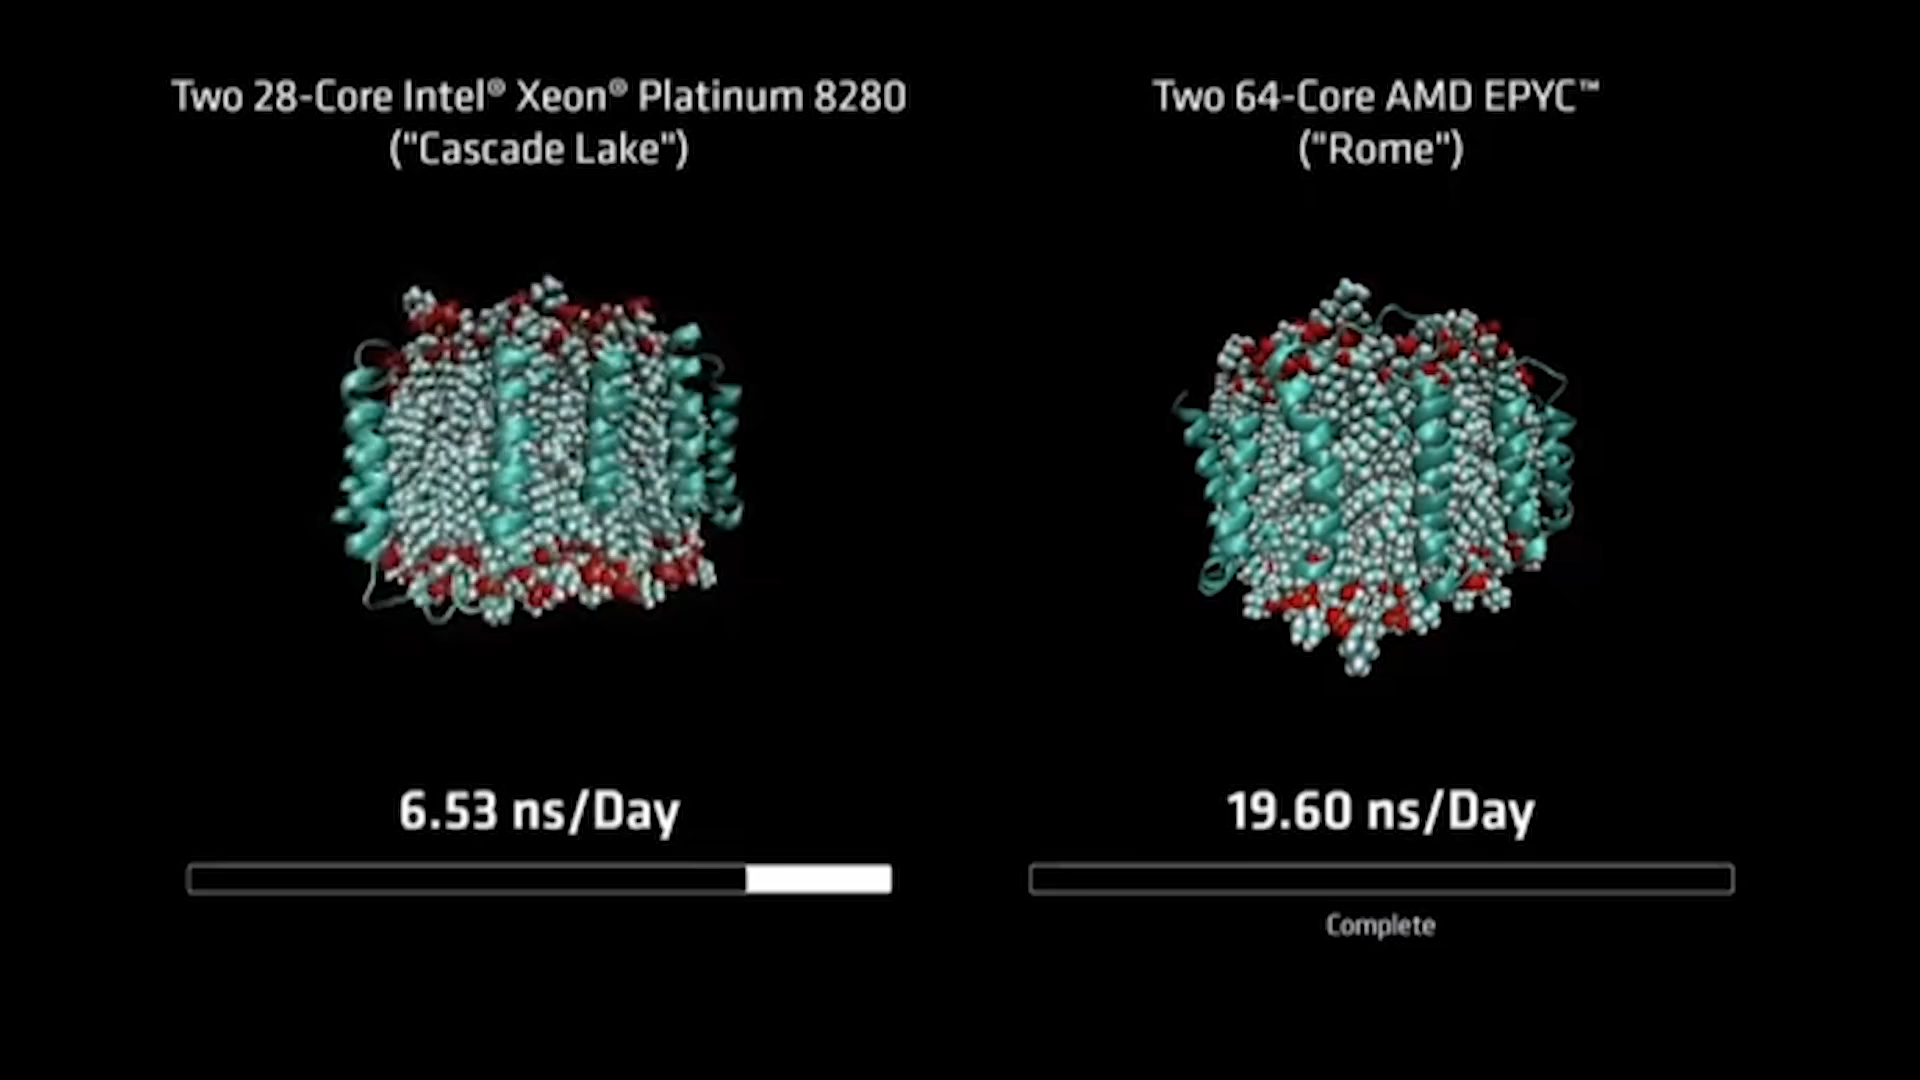 Two 28-Core Intel® Xeon® Platinum 8280
("Cascade Lake")
6.53 ns/Day
Two 64-Core AMD EPYC™
("Rome")
19.60 ns/Day
Complete